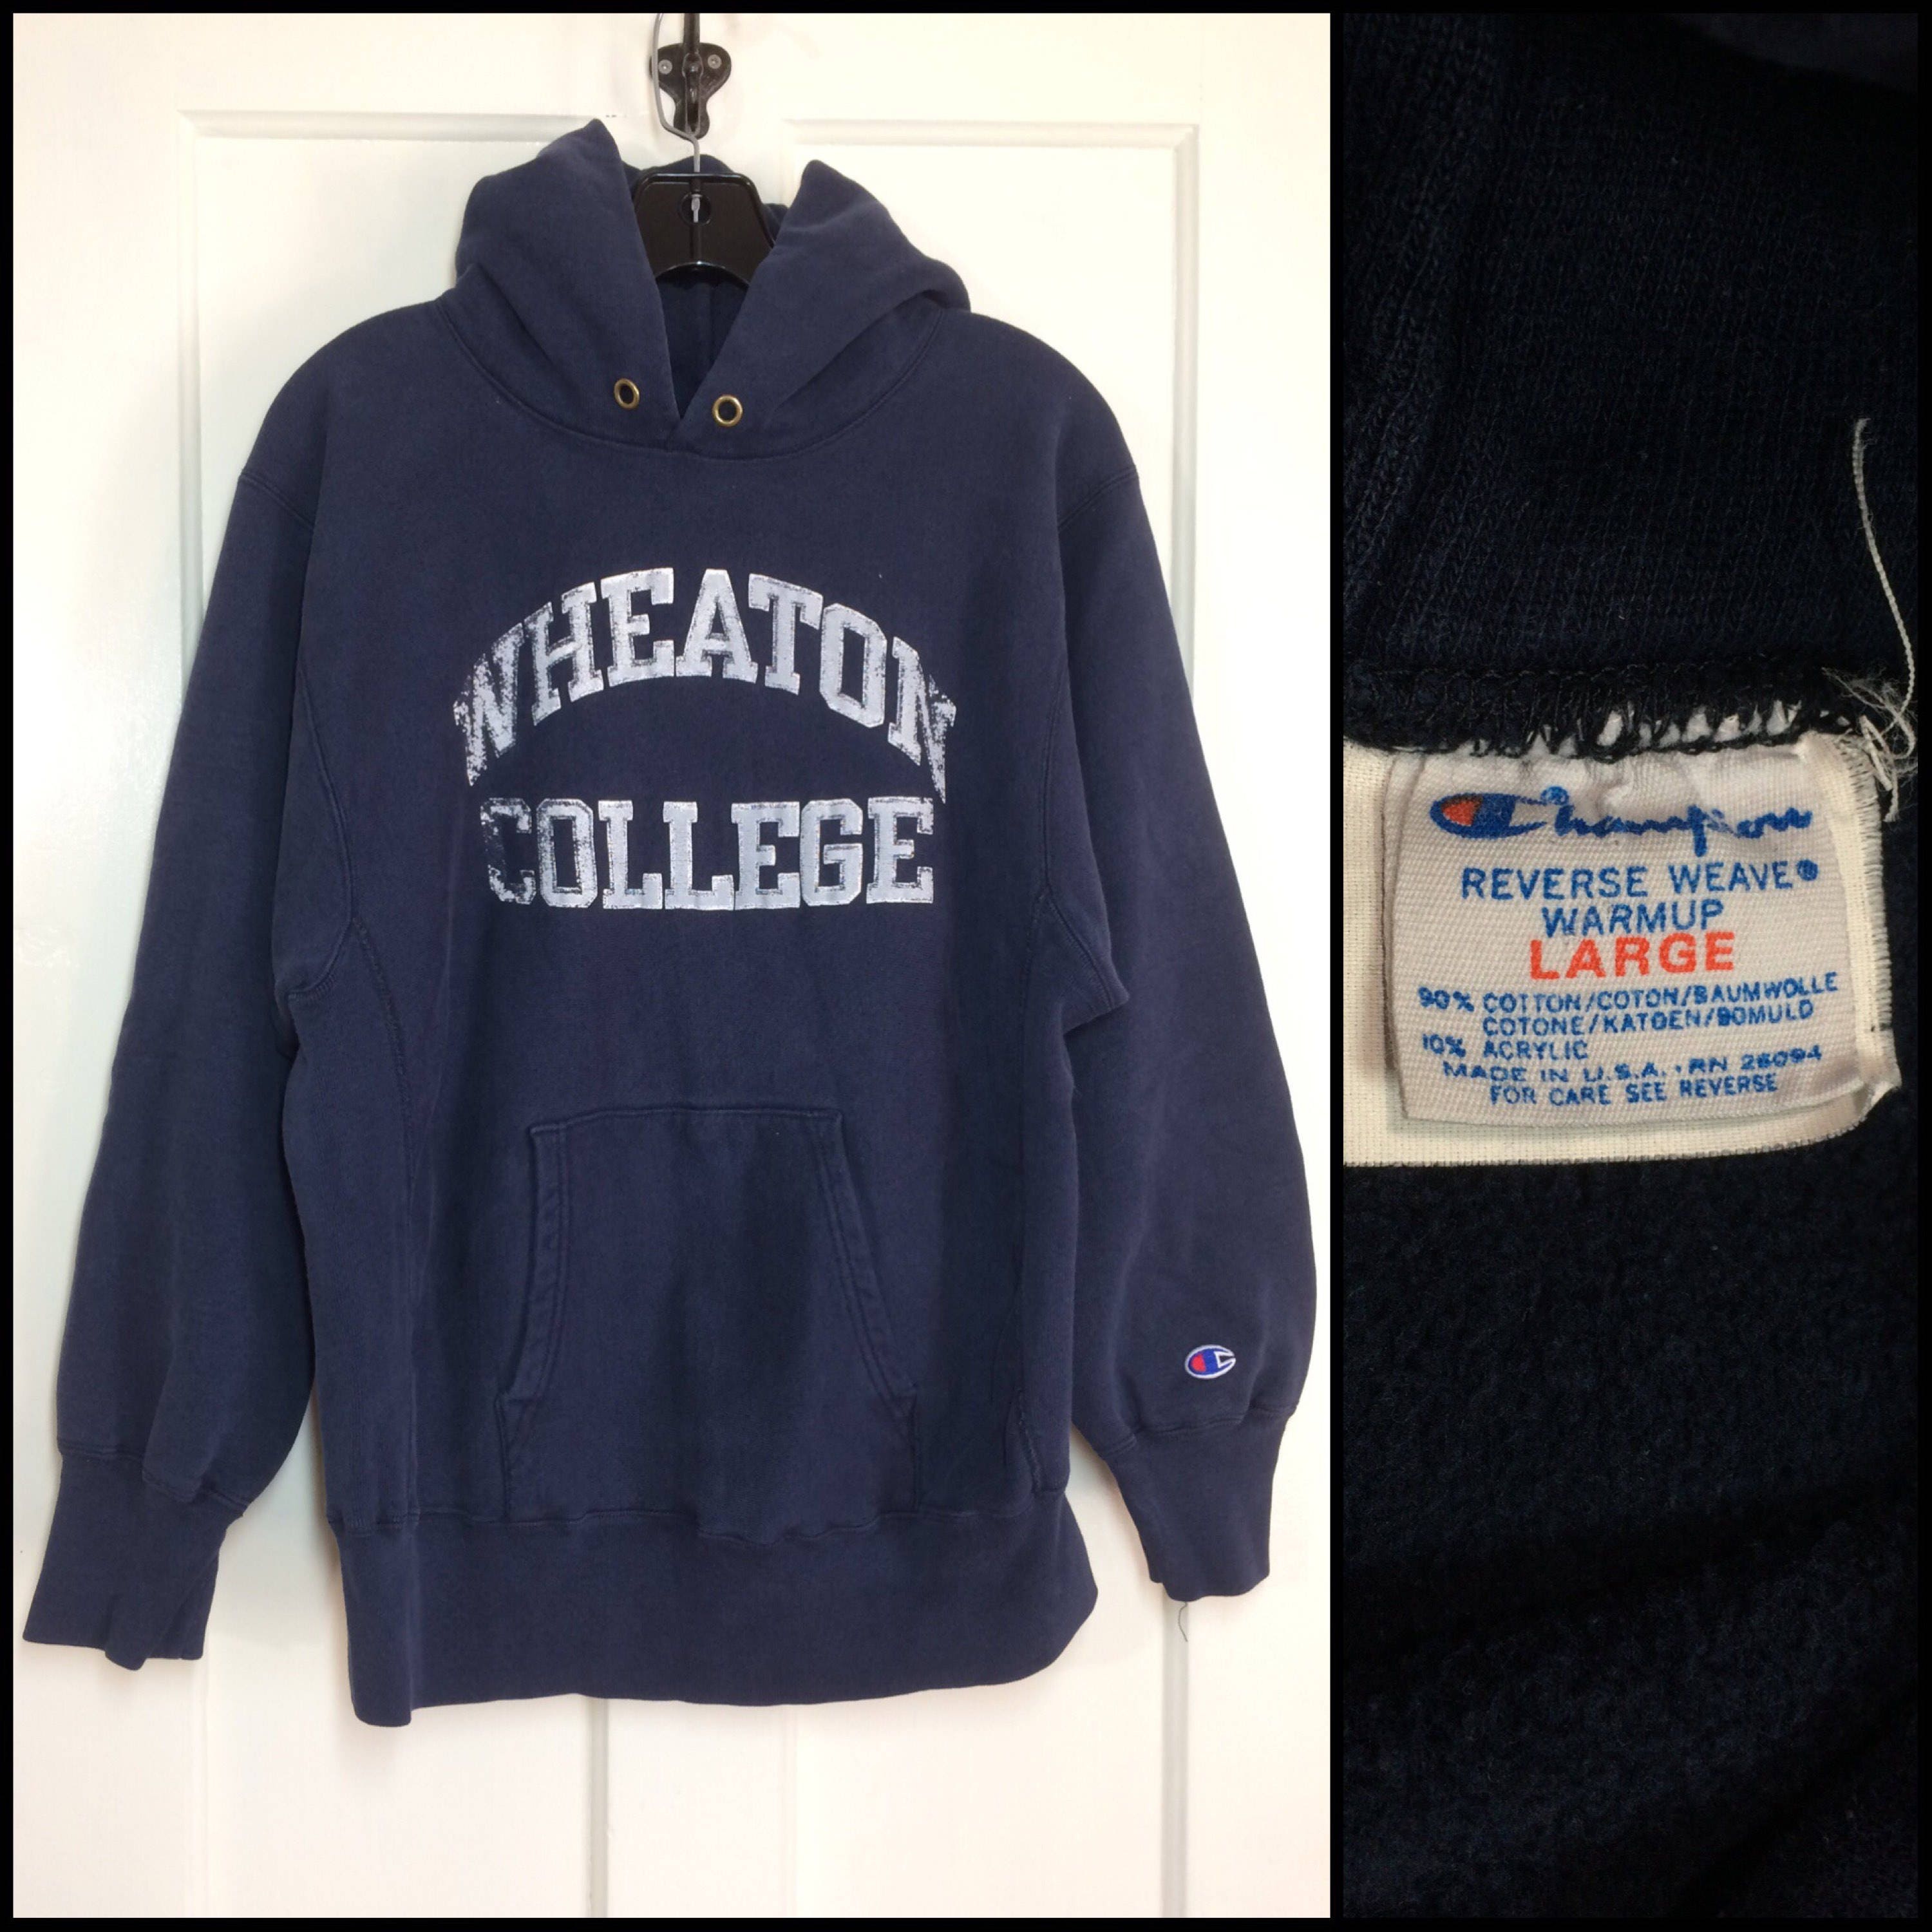 WHEATON
COLLEGE
Champion
REVERSE WEAVE®
WARMUP
LARGE
90% COTTON/COTON/BAUMWOLLE
COTONE/KATOEN/BOMULD
10% ACRYLIC
MADE IN U.S.A. • RN 26094
FOR CARE SEE REVERSE